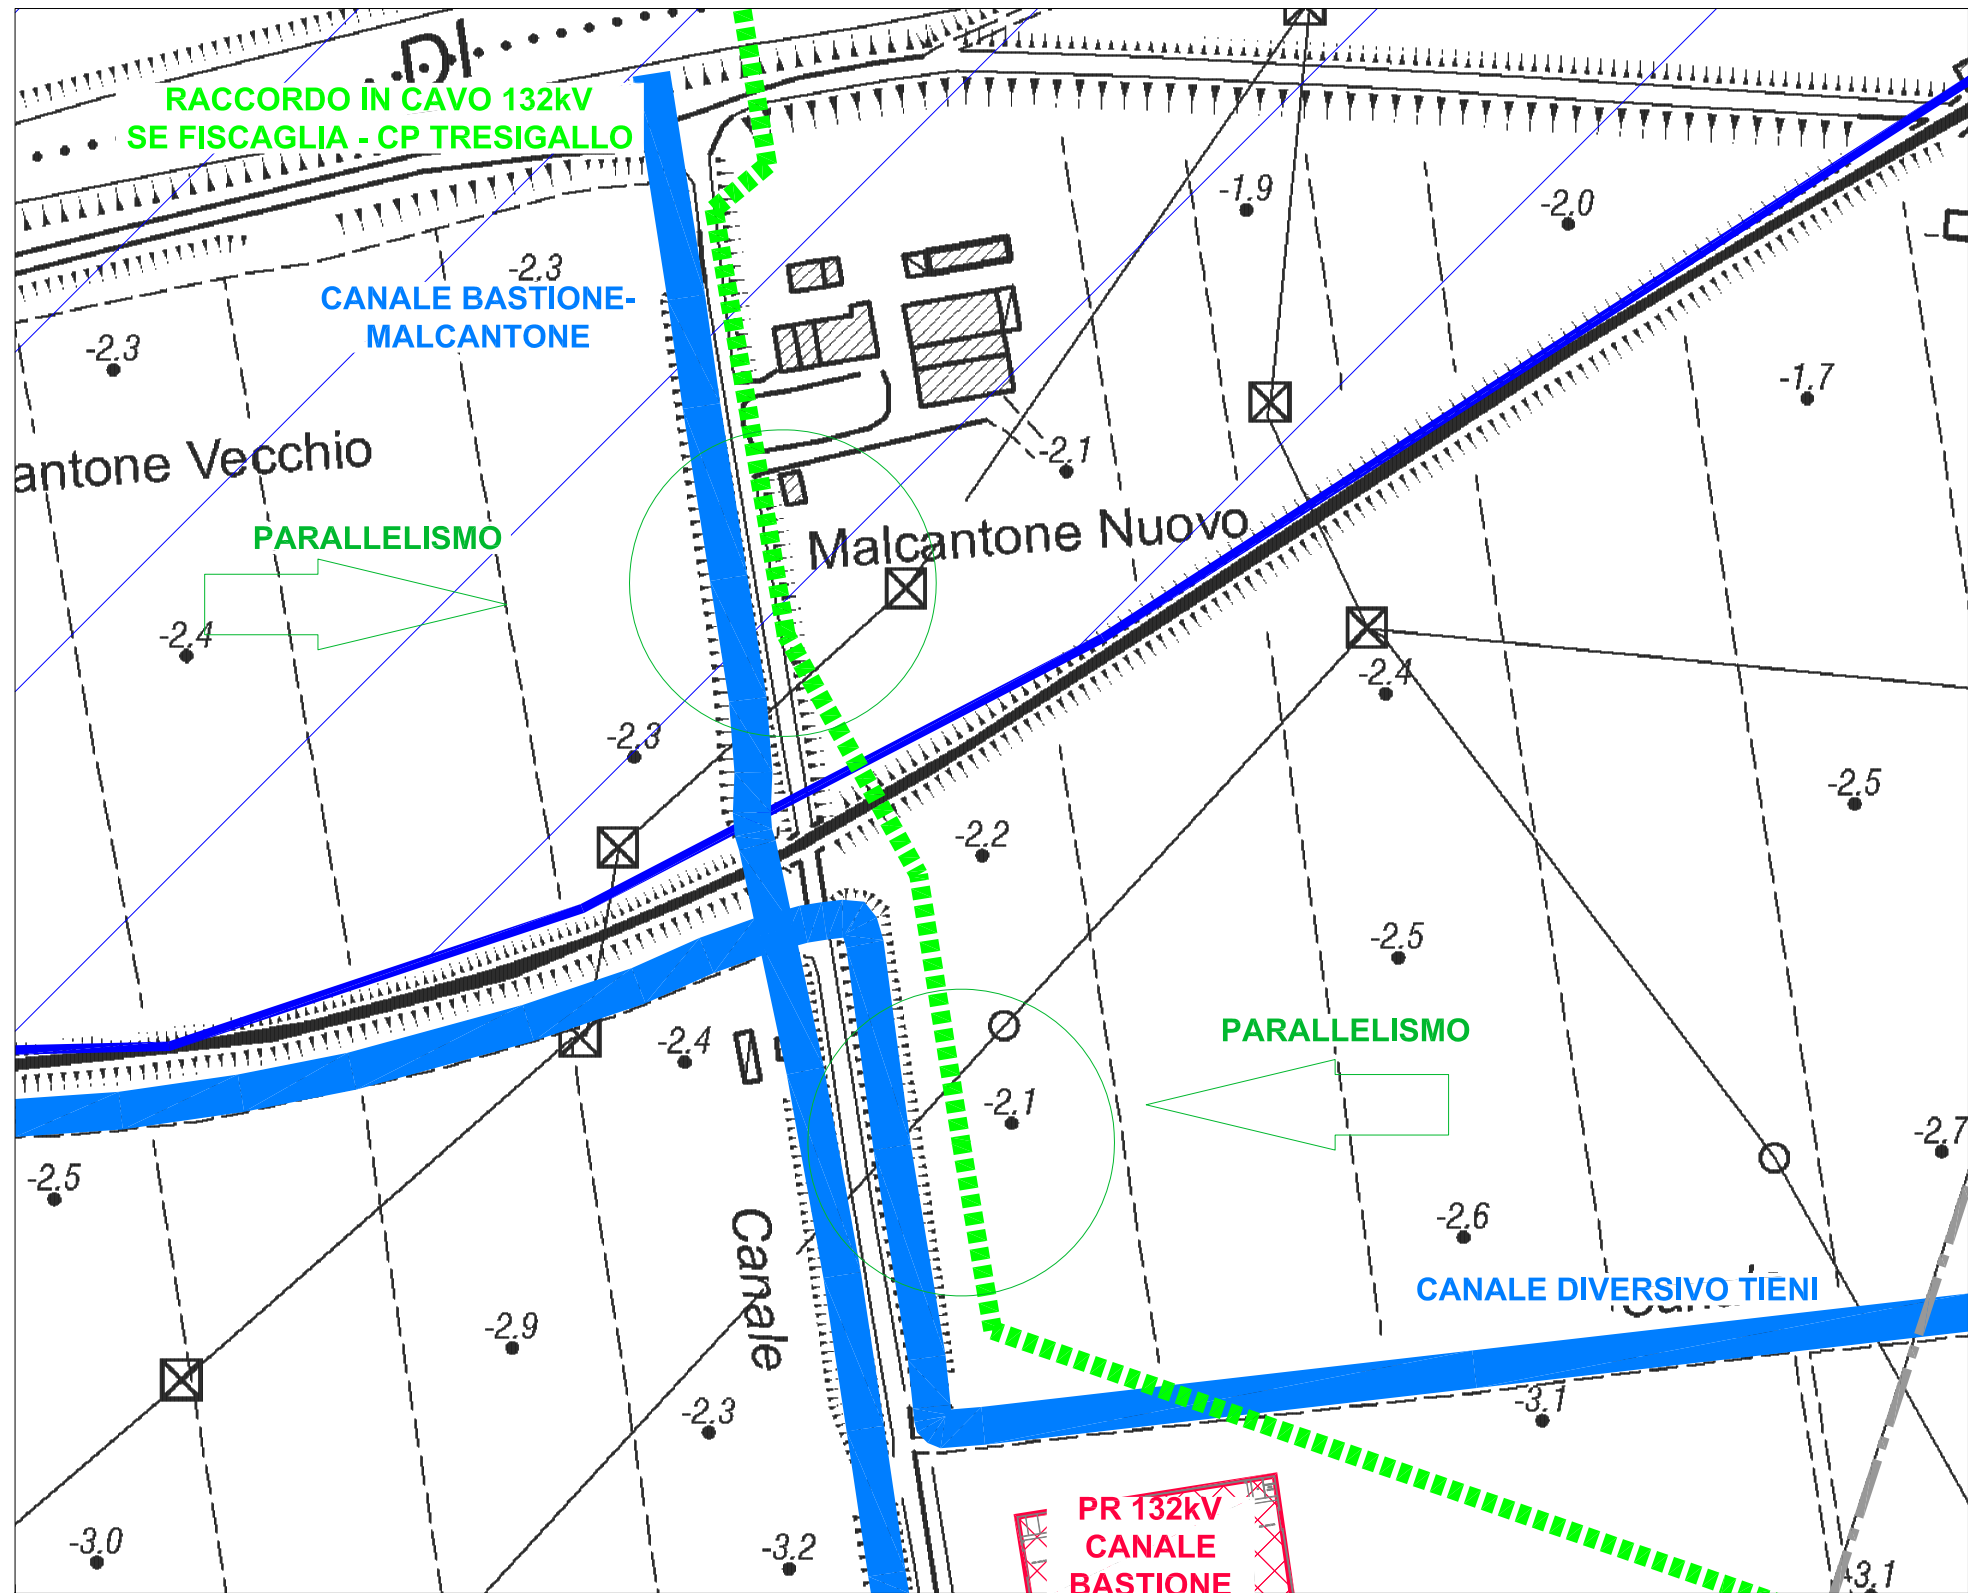 DI
RACCORDO IN CAVO 132kV
SE FISCAGLIA - CP TRESIGALLO
-1.9
-2.0
-2.3
CANALE BASTIONE-
MALCANTONE
-2.3
-1.7
antone Vecchio
-2.1
PARALLELISMO
Malcantone Nuovo
-2.4
-2.4
-2.3
-2.5
-2.2
-2.5
-2.4
PARALLELISMO
-2.1
-2.7
-2.5
-2.6
Canale
CANALE DIVERSIVO TIENI
-2.9
-2.3
-3.1
PR 132kV
CANALE
BASTIONE
-3.0
-3.2
-3.1